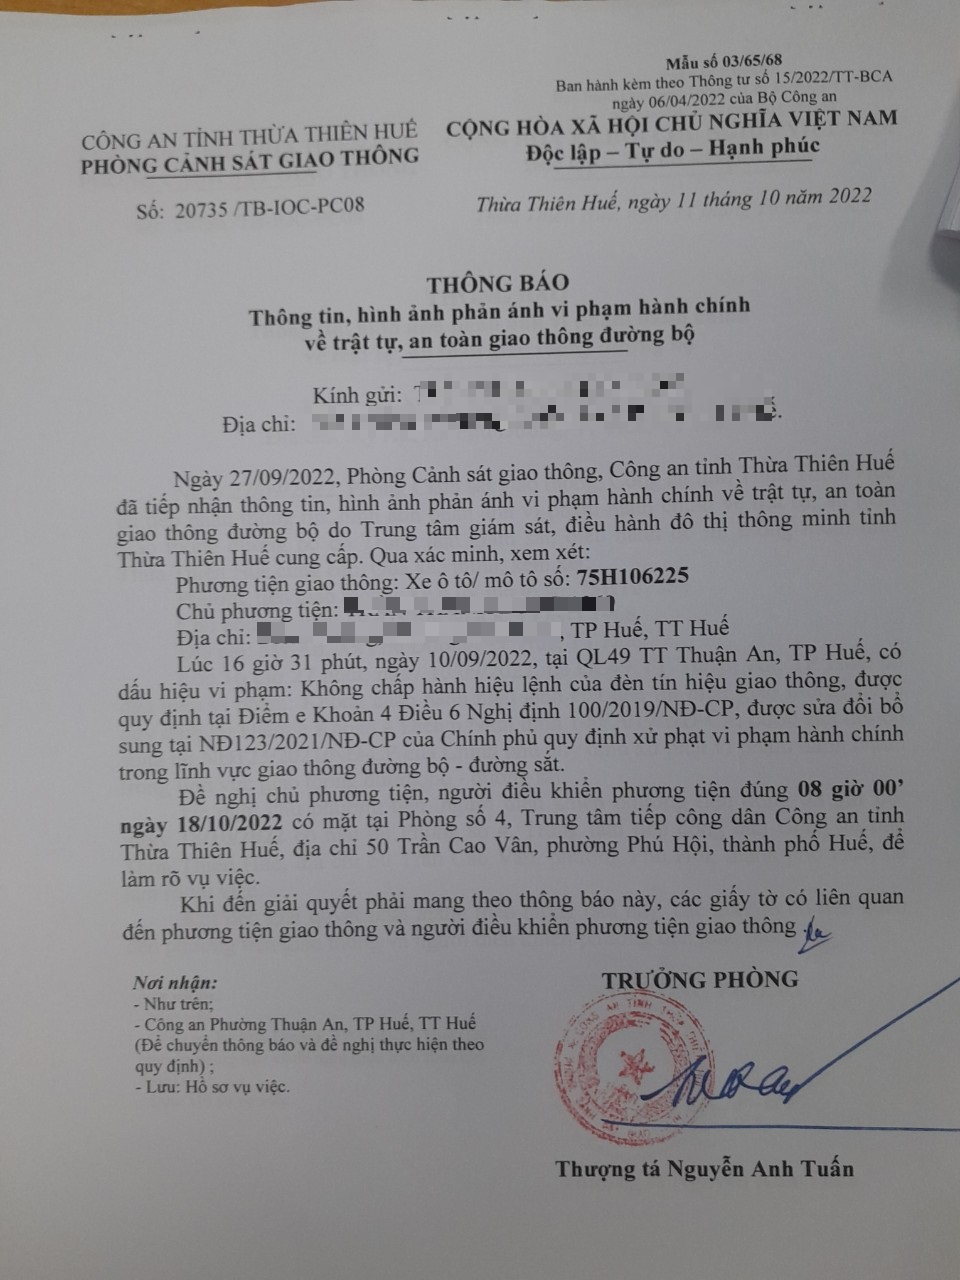 Mẫu số 03/65/68
Ban hành kèm theo Thông tư số 15/2022/TT-BCA
ngày 06/04/2022 của Bộ Công an
CÔNG AN TỈNH THỪA THIÊN HUẾ
PHÒNG CẢNH SÁT GIAO THÔNG
CỘNG HÒA XÃ HỘI CHỦ NGHĨA VIỆT NAM
Độc lập – Tự do – Hạnh phúc
Số: 20735 /TB-IOC-PC08
Thừa Thiên Huế, ngày 11 tháng 10 năm 2022
THÔNG BÁO
Thông tin, hình ảnh phản ánh vi phạm hành chính
về trật tự, an toàn giao thông đường bộ
Kính gửi:
Địa chỉ:
Ngày 27/09/2022, Phòng Cảnh sát giao thông, Công an tỉnh Thừa Thiên Huế
đã tiếp nhận thông tin, hình ảnh phản ánh vi phạm hành chính về trật tự, an toàn
giao thông đường bộ do Trung tâm giám sát, điều hành đô thị thông minh tỉnh
Thừa Thiên Huế cung cấp. Qua xác minh, xem xét:
Phương tiện giao thông: Xe ô tô/ mô tô số: 75H106225
Chủ phương tiện:
Địa chỉ: , TP Huế, TT Huế
Lúc 16 giờ 31 phút, ngày 10/09/2022, tại QL49 TT Thuận An, TP Huế, có
dấu hiệu vi phạm: Không chấp hành hiệu lệnh của đèn tín hiệu giao thông, được
quy định tại Điểm e Khoản 4 Điều 6 Nghị định 100/2019/NĐ-CP, được sửa đổi bổ
sung tại NĐ123/2021/NĐ-CP của Chính phủ quy định xử phạt vi phạm hành chính
trong lĩnh vực giao thông đường bộ - đường sắt.
Đề nghị chủ phương tiện, người điều khiển phương tiện đúng 08 giờ 00’
ngày 18/10/2022 có mặt tại Phòng số 4, Trung tâm tiếp công dân Công an tỉnh
Thừa Thiên Huế, địa chỉ 50 Trần Cao Vân, phường Phú Hội, thành phố Huế, để
làm rõ vụ việc.
Khi đến giải quyết phải mang theo thông báo này, các giấy tờ có liên quan
đến phương tiện giao thông và người điều khiển phương tiện giao thông
Nơi nhận:
- Như trên;
- Công an Phường Thuận An, TP Huế, TT Huế
(Để chuyển thông báo và đề nghị thực hiện theo
quy định) ;
- Lưu: Hồ sơ vụ việc.
TRƯỞNG PHÒNG
Thượng tá Nguyễn Anh Tuấn